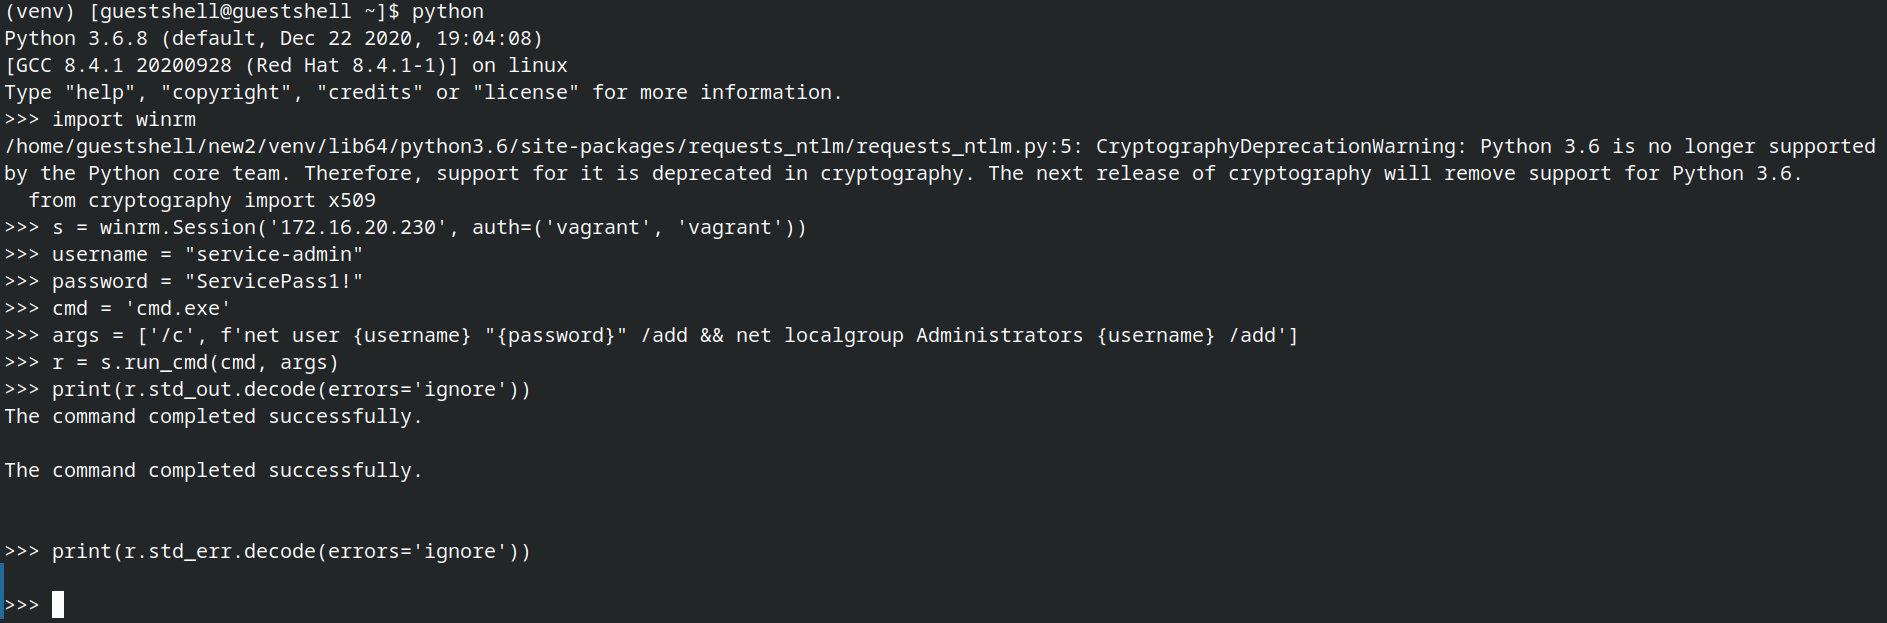 (venv) [guestshell@guestshell ~]$ python
Python 3.6.8 (default, Dec 22 2020, 19:04:08)
[GCC 8.4.1 20200928 (Red Hat 8.4.1-1)] on linux
Type "help", "copyright", "credits" or "license" for more information.
>>> import winrm
/home/guestshell/new2/venv/lib64/python3.6/site-packages/requests_ntlm/requests_ntlm.py:5: CryptographyDeprecationWarning: Python 3.6 is no longer supported
by the Python core team. Therefore, support for it is deprecated in cryptography. The next release of cryptography will remove support for Python 3.6.
  from cryptography import x509
>>> s = winrm.Session('172.16.20.230', auth=('vagrant', 'vagrant'))
>>> username = "service-admin"
>>> password = "ServicePass1!"
>>> cmd = 'cmd.exe'
>>> args = ['/c', f'net user {username} "{password}" /add && net localgroup Administrators {username} /add']
>>> r = s.run_cmd(cmd, args)
>>> print(r.std_out.decode(errors='ignore'))
The command completed successfully.
The command completed successfully.
>>> print(r.std_err.decode(errors='ignore'))
>>>